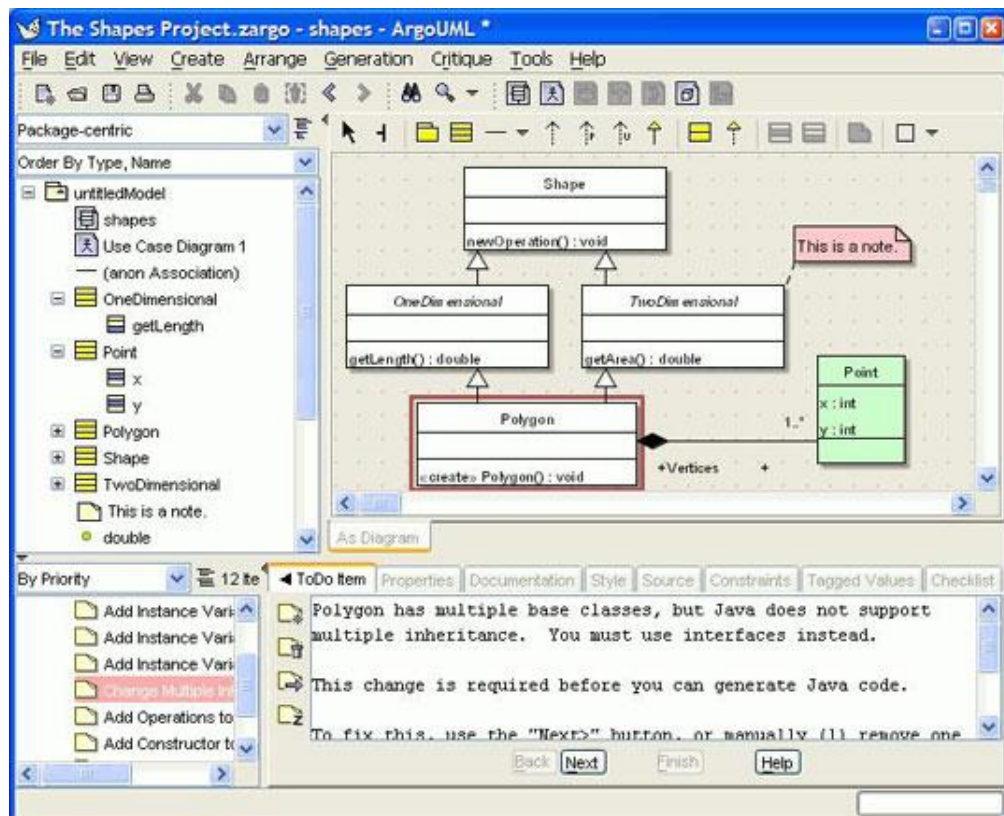 The Shapes Project.zargo - shapes - ArgoUML *
File Edit View Create Arrange Generation Critique Tools Help
Package-centric
Order By Type, Name
untitledModel
shapes
Use Case Diagram 1
(anon Association)
OneDimensional
getLength
Point
x
y
Polygon
Shape
TwoDimensional
This is a note.
double
Shape
newOperation() : void
This is a note.
OneDimensional
TwoDimensional
getLength() : double
getArea() : double
Point
x : int
y : int
Polygon
1..*
«create» Polygon() : void
+Vertices +
As Diagram
By Priority 12 Ite
ToDo Item Properties Documentation Style Source Constraints Tagged Values Checklist
Add Instance Vari
Add Instance Vari
Add Instance Vari
Change Multiple Inh
Add Operations to
Add Constructor to
Polygon has multiple base classes, but Java does not support
multiple inheritance. You must use interfaces instead.
This change is required before you can generate Java code.
To fix this, use the "Next>" button, or manually (1) remove one
Back Next Finish Help